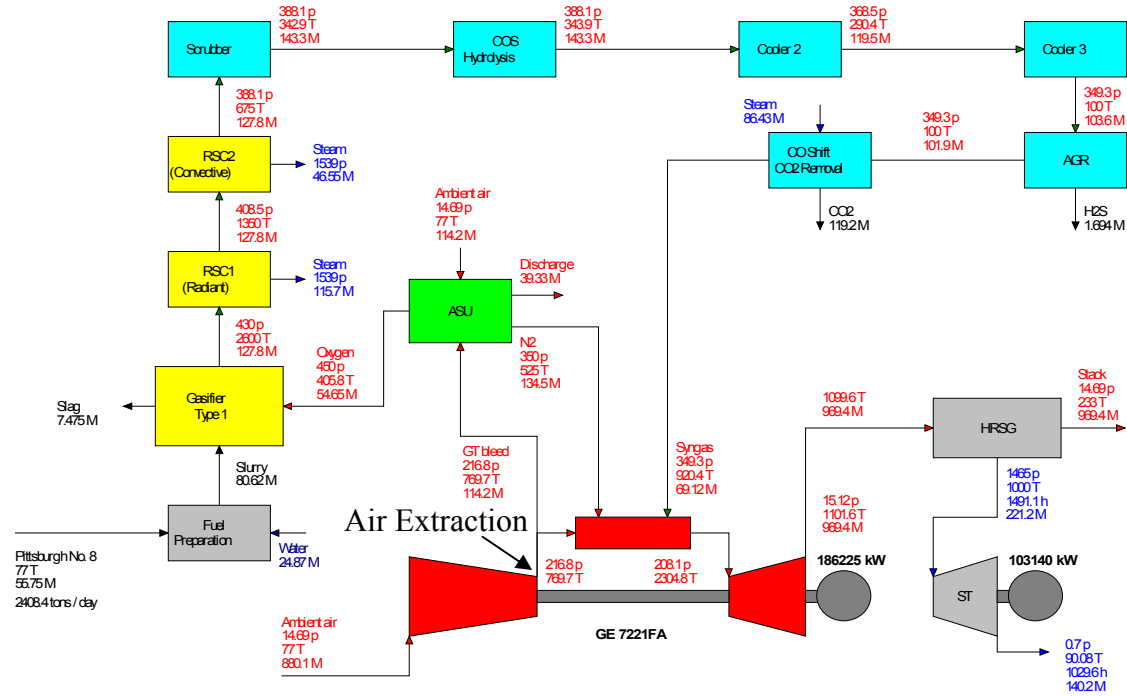 388.1 p
342.9 T
143.3 M
388.1 p
343.9 T
143.3 M
368.5 p
290.4 T
119.5 M
Scrubber
COS
Hydrolysis
Cooler 2
Cooler 3
388.1 p
675 T
127.8 M
Steam
86.43 M
349.3 p
100 T
101.9 M
349.3 p
100 T
103.6 M
RSC2
(Convective)
Steam
1539 p
46.55 M
CO Shift
CO2 Removal
AGR
408.5 p
1350 T
127.8 M
Ambient air
14.69 p
77 T
114.2 M
CO2
119.2 M
H2S
1.694 M
RSC1
(Radiant)
Steam
1539 p
115.7 M
Discharge
39.33 M
ASU
430 p
2600 T
127.8 M
Oxygen
450 p
405.8 T
54.65 M
N2
350 p
525 T
134.5 M
Gasifier
Type 1
Slag
7.475 M
1099.6 T
969.4 M
Stack
14.69 p
233 T
969.4 M
HRSG
Slurry
80.62 M
GT bleed
216.8 p
769.7 T
114.2 M
Syngas
349.3 p
920.4 T
69.12 M
1465 p
1000 T
1491.1 h
221.2 M
Fuel
Preparation
Air Extraction
15.12 p
1101.6 T
969.4 M
Water
24.87 M
Pittsburgh No. 8
77 T
55.75 M
2408.4 tons / day
216.8 p
769.7 T
208.1 p
2304.8 T
186225 kW
103140 kW
ST
GE 7221FA
Ambient air
14.69 p
77 T
880.1 M
0.7 p
90.08 T
1029.6 h
140.2 M